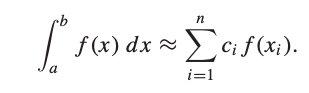 ∫_a^b f(x) dx ≈ ∑_{i=1}^n c_i f(x_i).